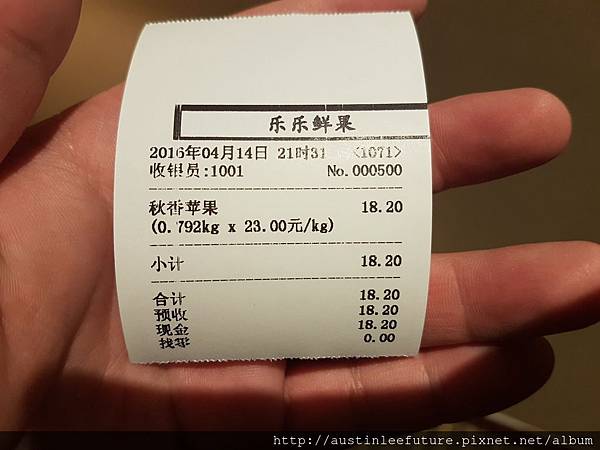 乐乐鲜果
2016年04月14日 21时31 <1071>
收银员:1001 No.000500
秋香苹果 18.20
(0.792kg x 23.00元/kg)
小计 18.20
合计 18.20
预收 18.20
现金 18.20
找零 0.00
http://austinleefuture.pixnet.net/album